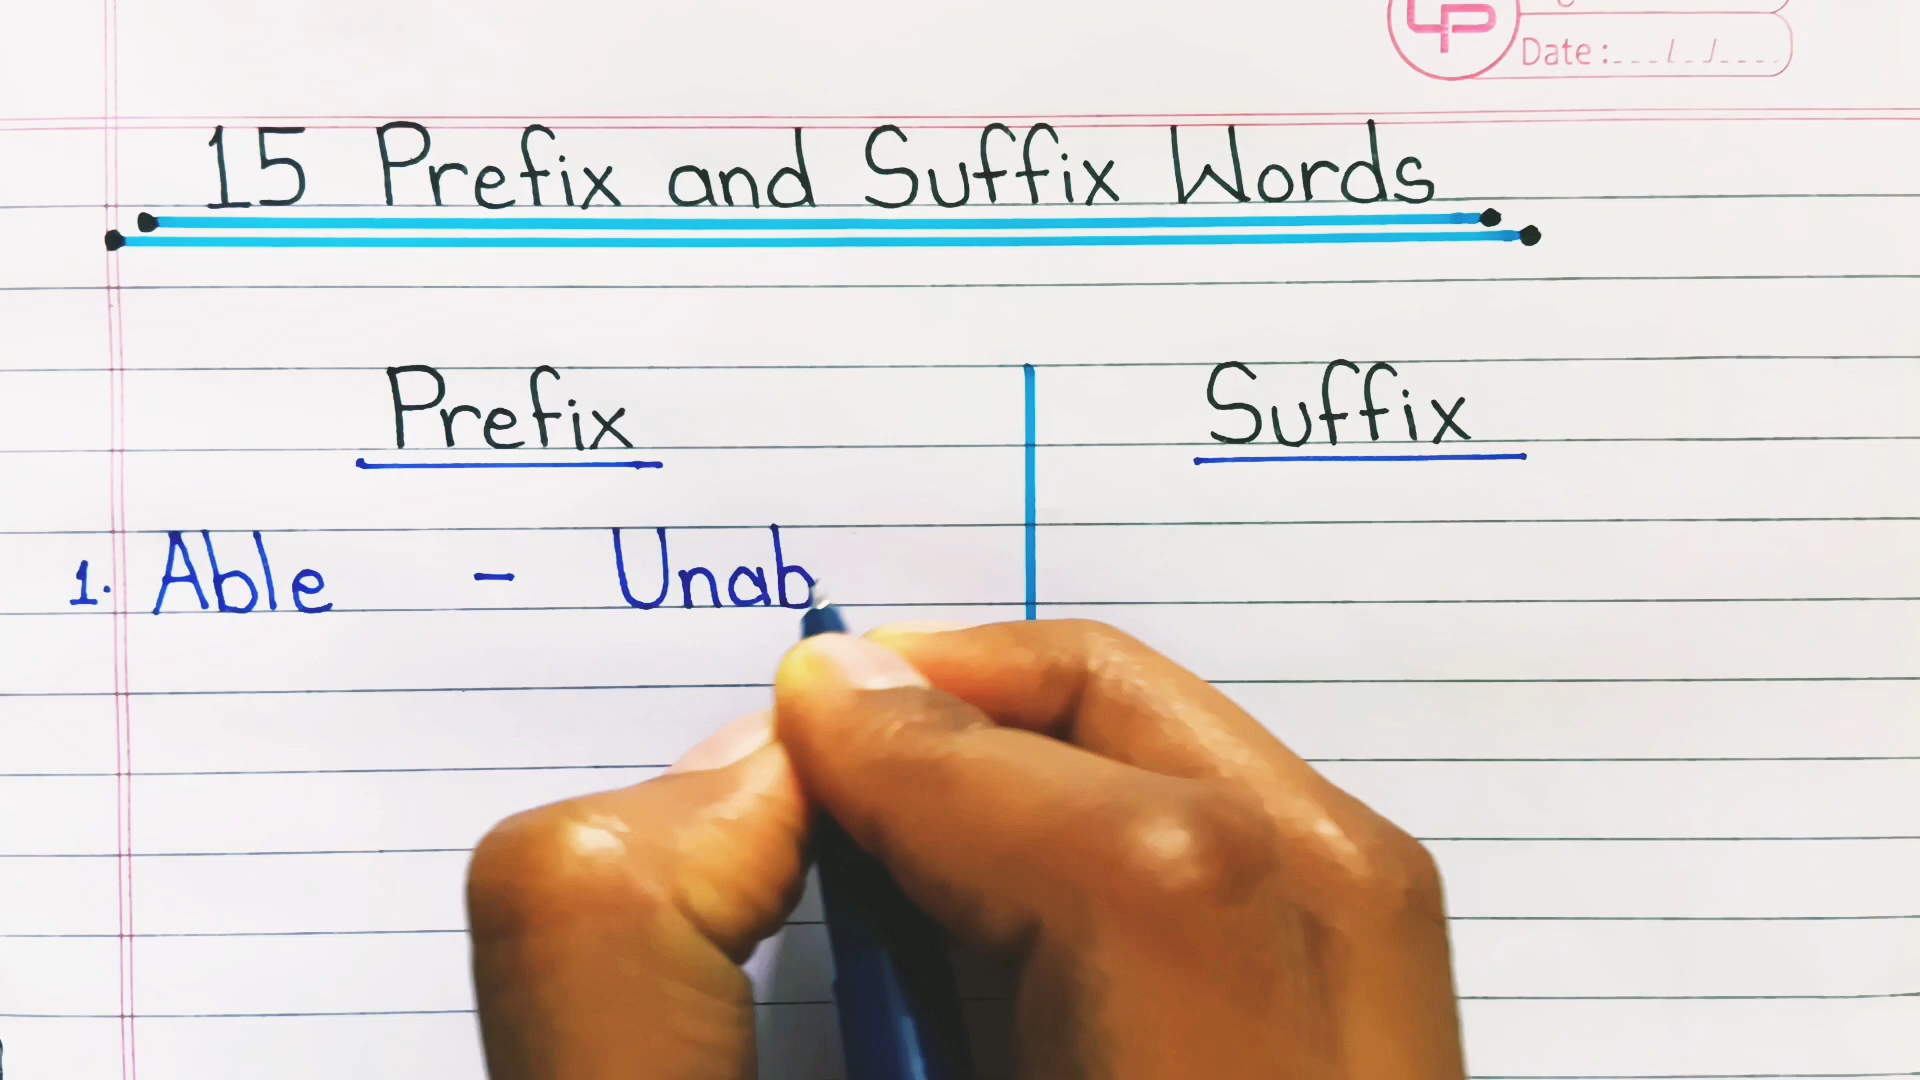 Date :
15 Prefix and Suffix Words
Prefix Suffix
1. Able - Unab